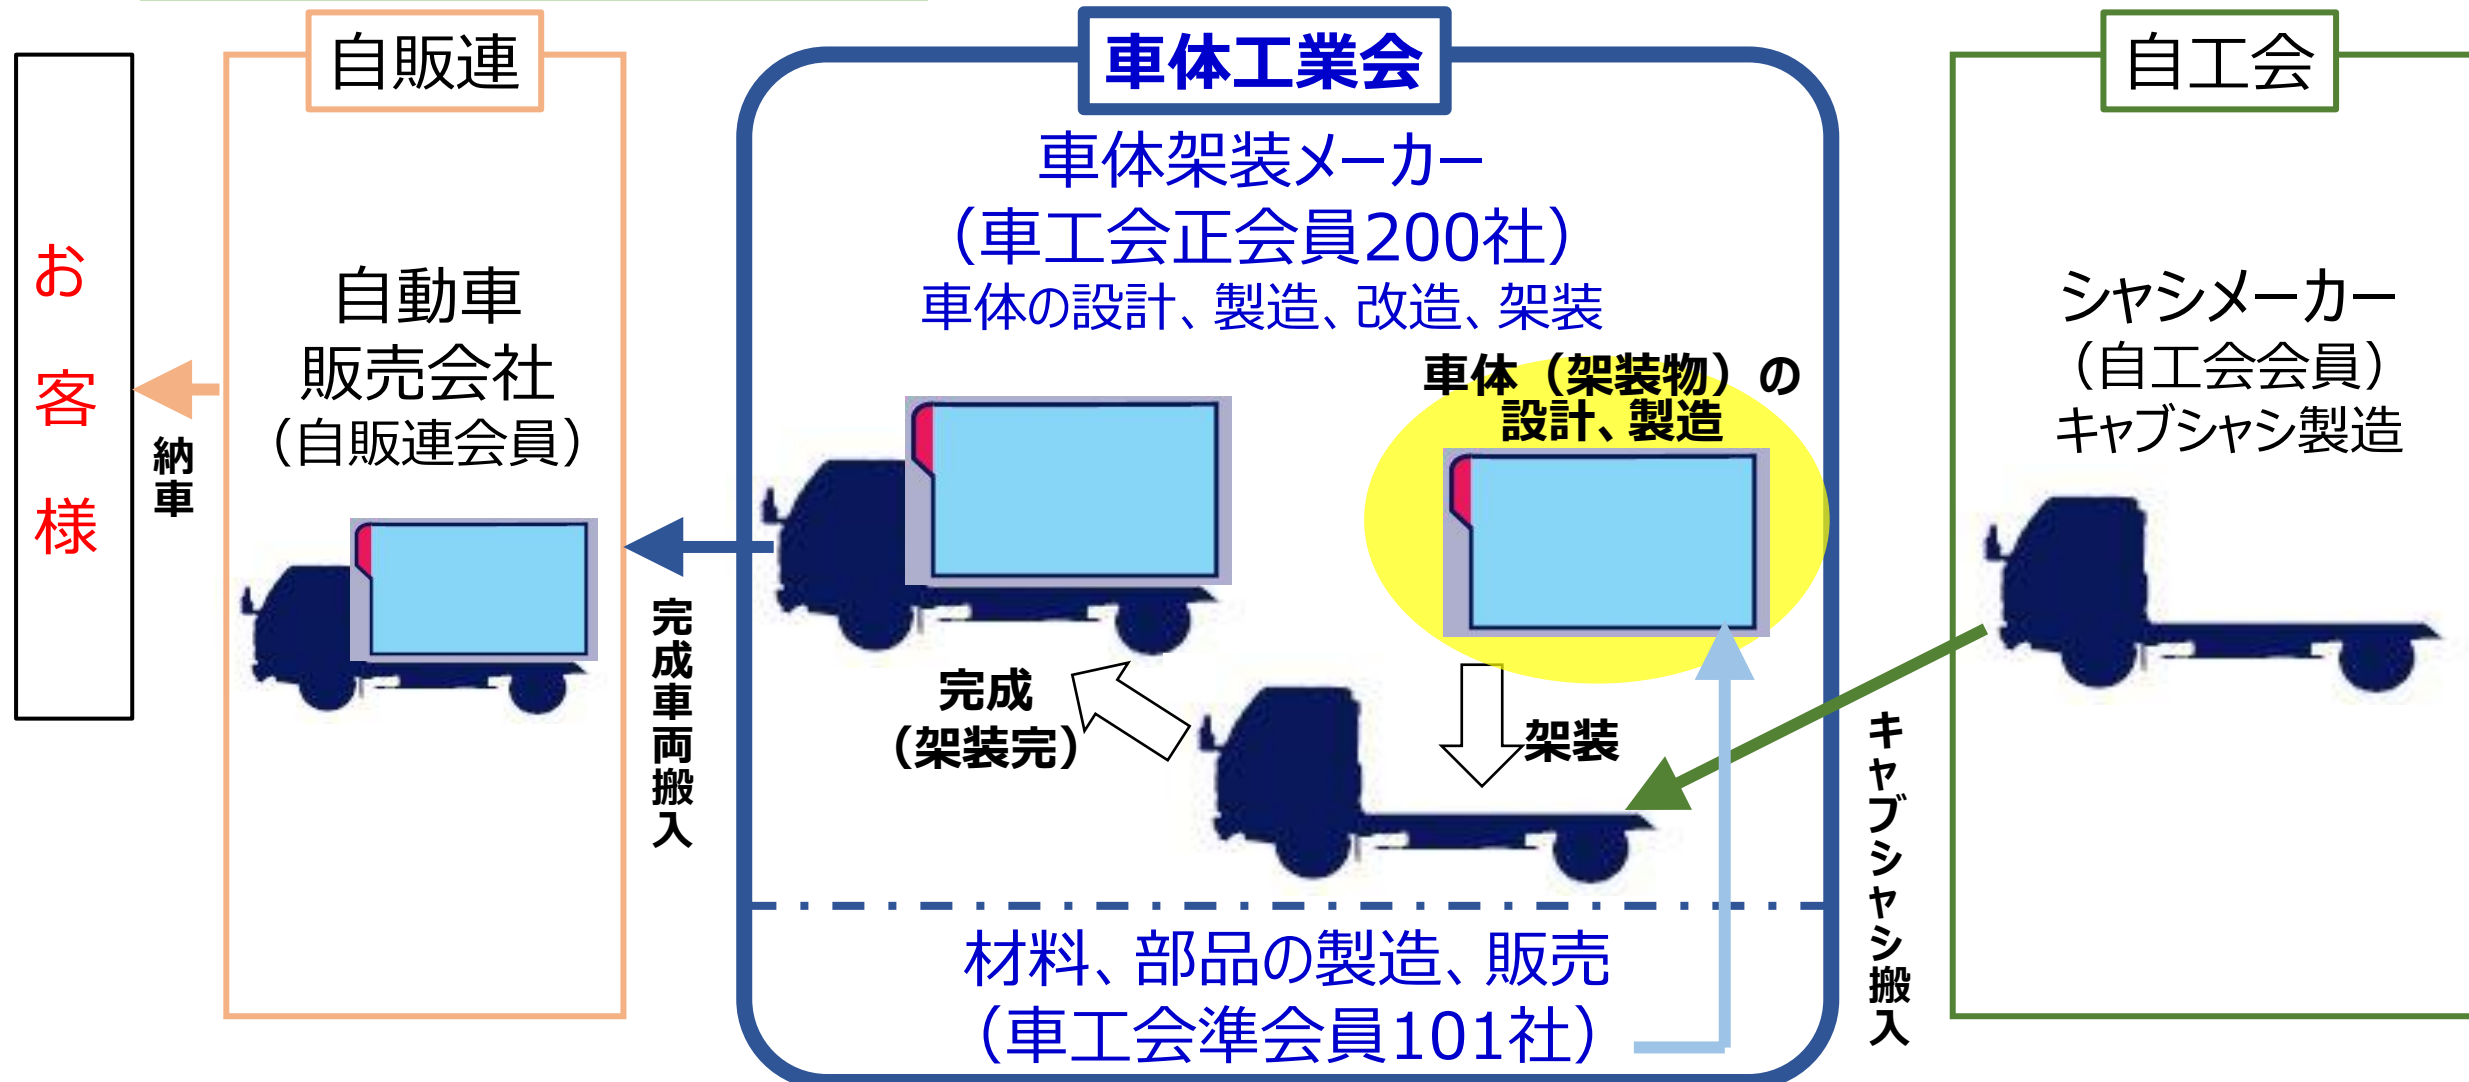 お客様
納車
自販連
自動車
販売会社
（自販連会員）
完成車両搬入
車体工業会
車体架装メーカー
（車工会正会員200社）
車体の設計、製造、改造、架装
車体（架装物）の
設計、製造
完成
（架装完）
架装
材料、部品の製造、販売
（車工会準会員101社）
キャブシャシ搬入
自工会
シャシメーカー
（自工会会員）
キャブシャシ製造